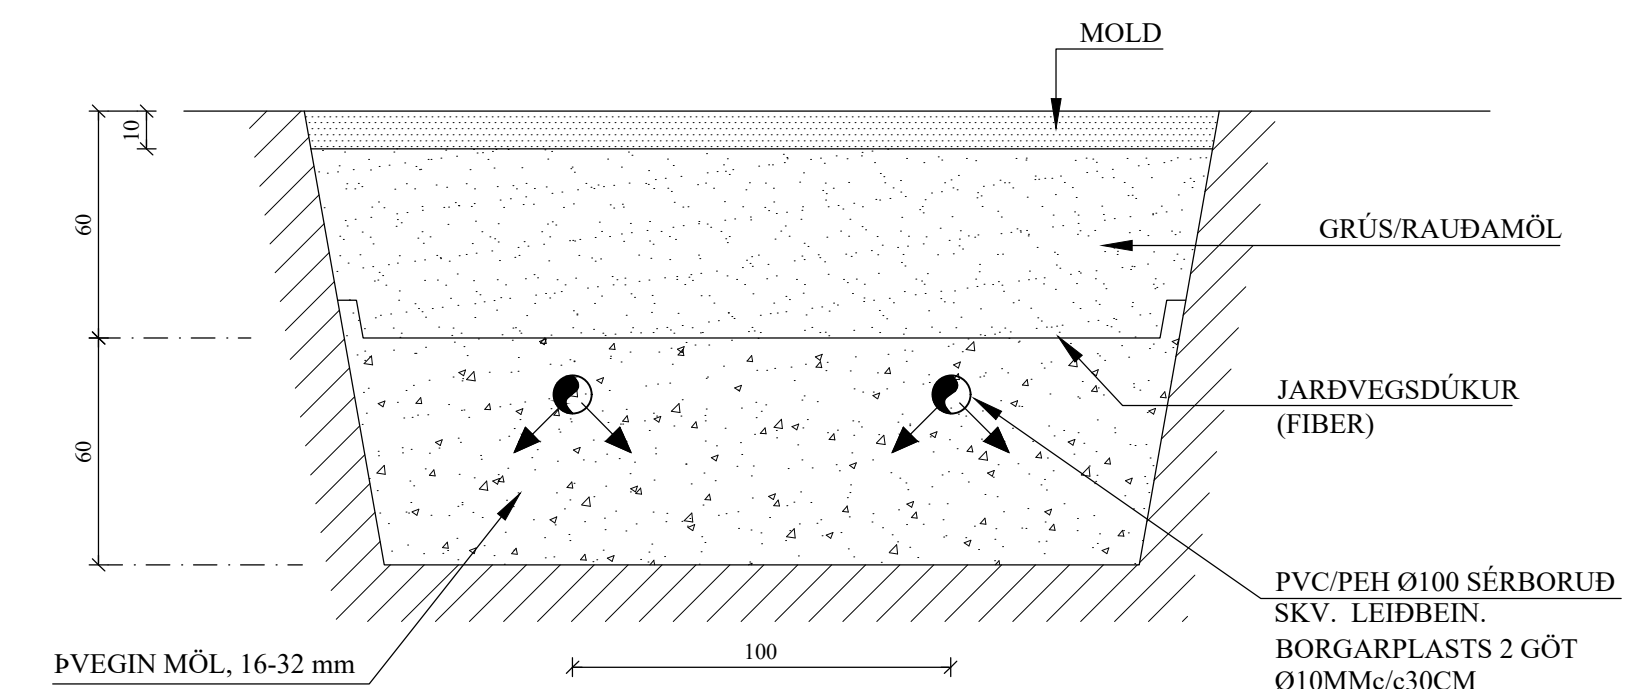 MOLD
10
60
GRÚS/RAUÐAMÖL
JARÐVEGSDÚKUR
(FIBER)
60
PVC/PEH Ø100 SÉRBORUÐ
SKV. LEIÐBEIN.
BORGARPLASTS 2 GÖT
Ø10MMc/c30CM
100
ÞVEGIN MÖL, 16-32 mm